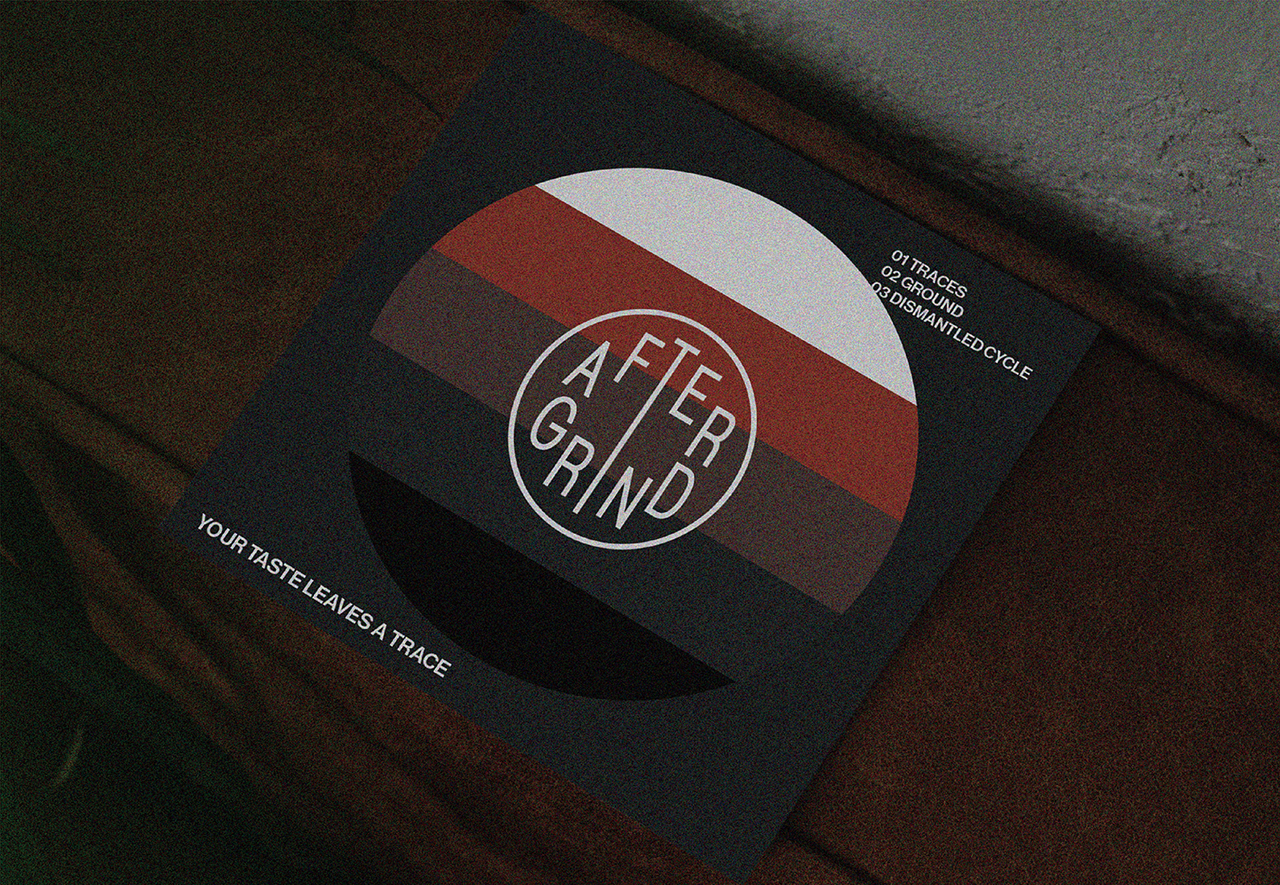 01 TRACES
02 GROUND
03 DISMANTLED CYCLE
AFTER
GRIND
YOUR TASTE LEAVES A TRACE